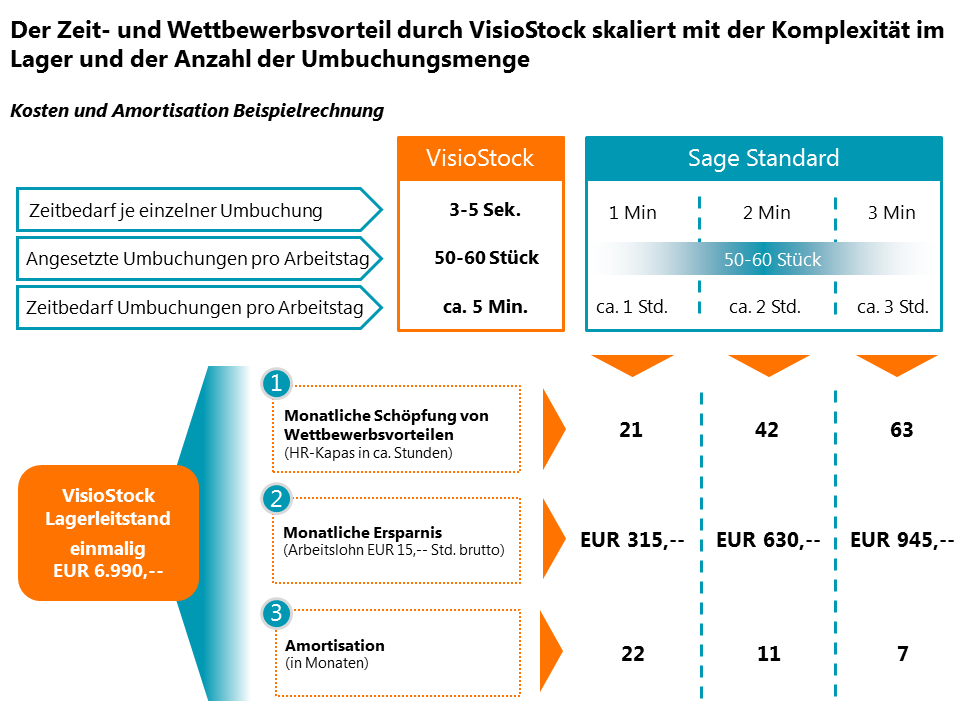 Der Zeit- und Wettbewerbsvorteil durch VisioStock skaliert mit der Komplexität im
Lager und der Anzahl der Umbuchungsmenge
Kosten und Amortisation Beispielrechnung
VisioStock
Sage Standard
Zeitbedarf je einzelner Umbuchung
3-5 Sek.
1 Min
2 Min
3 Min
Angesetzte Umbuchungen pro Arbeitstag
50-60 Stück
50-60 Stück
Zeitbedarf Umbuchungen pro Arbeitstag
ca. 5 Min.
ca. 1 Std.
ca. 2 Std.
ca. 3 Std.
VisioStock
Lagerleitstand
einmalig
EUR 6.990,--
1
Monatliche Schöpfung von
Wettbewerbsvorteilen
(HR-Kapas in ca. Stunden)
21
42
63
2
Monatliche Ersparnis
(Arbeitslohn EUR 15,-- Std. brutto)
EUR 315,--
EUR 630,--
EUR 945,--
3
Amortisation
(in Monaten)
22
11
7